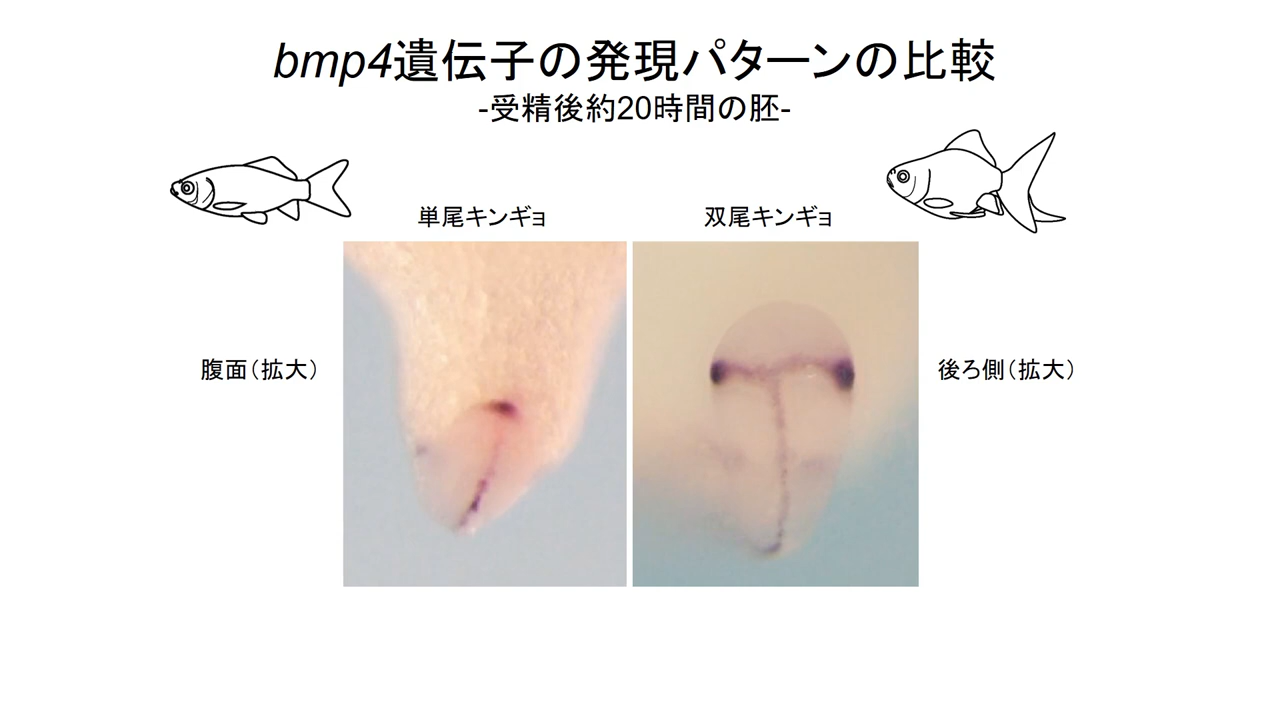 bmp4遺伝子の発現パターンの比較
-受精後約20時間の胚-
単尾キンギョ
双尾キンギョ
腹面（拡大）
後ろ側（拡大）